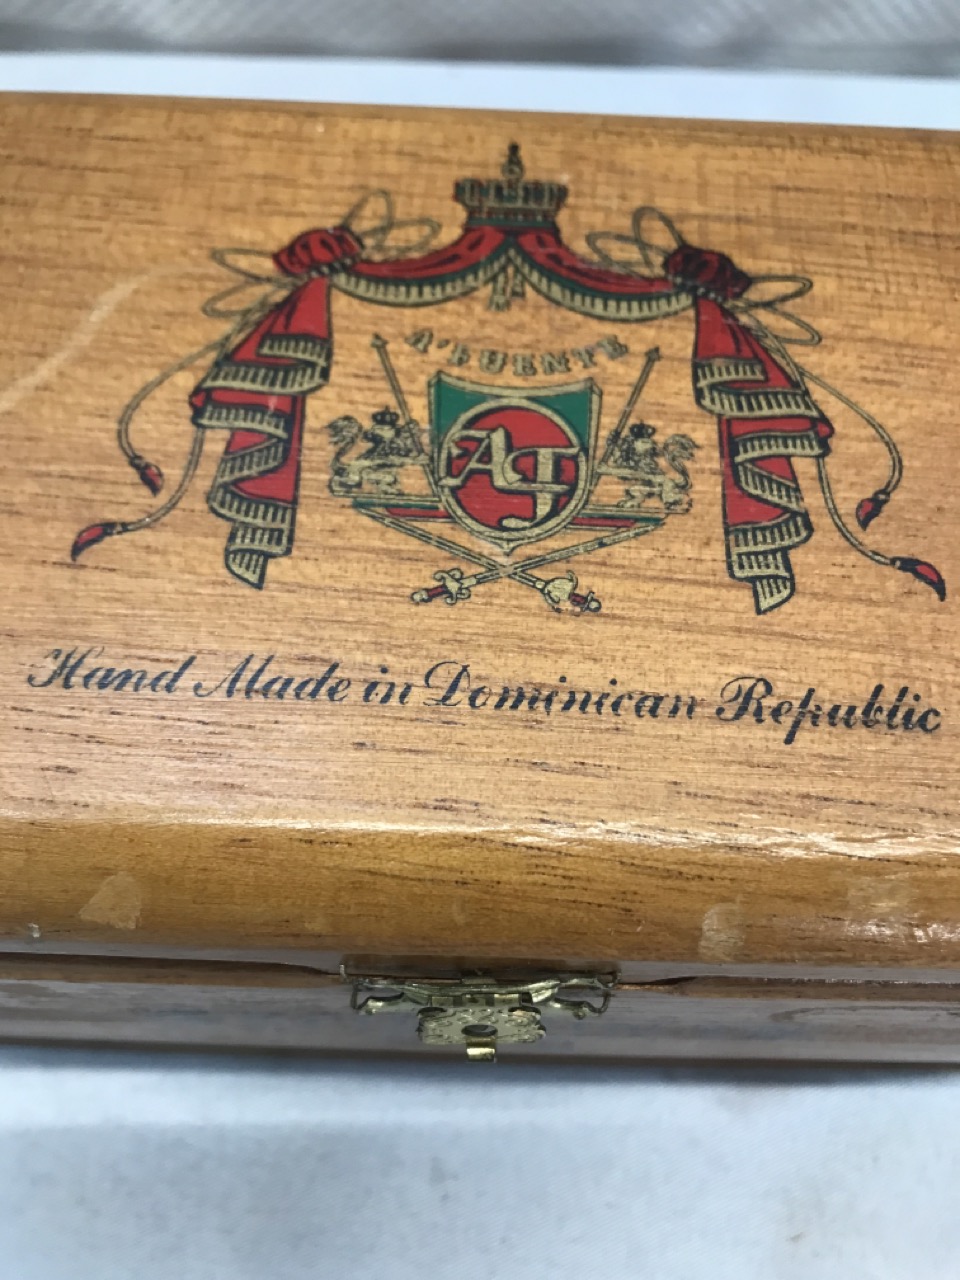 A. FUENTE
AF
Hand Made in Dominican Republic